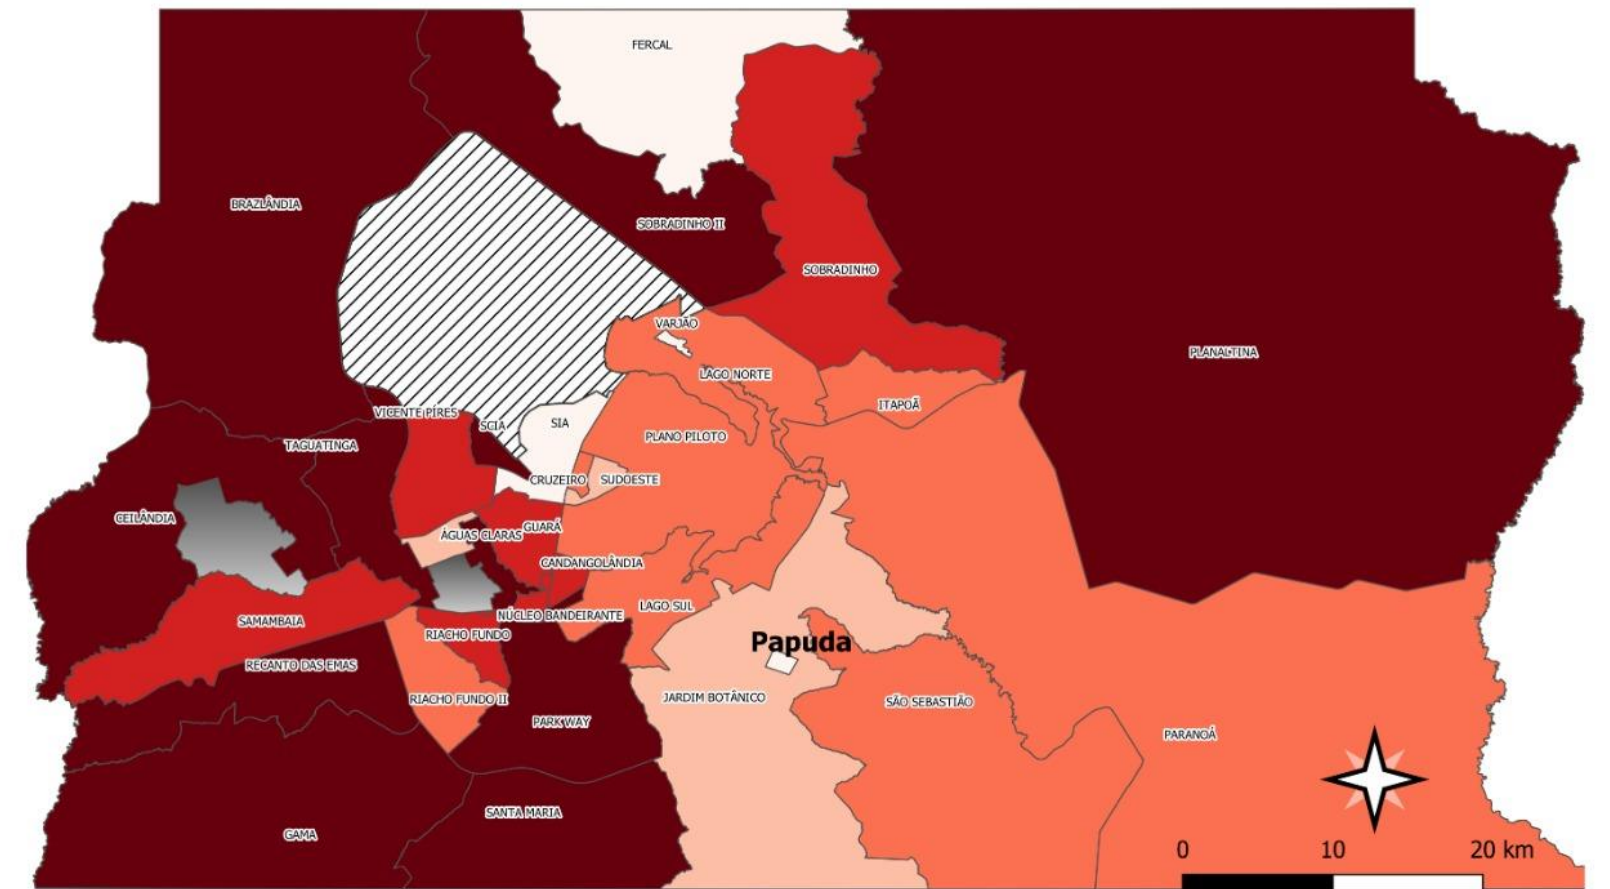 FERCAL
BRAZLÂNDIA
SOBRADINHO II
SOBRADINHO
VARJÃO
PLANALTINA
LAGO NORTE
ITAPOÃ
VICENTE PÍRES
SCIA
SIA
PLANO PILOTO
TAGUATINGA
CRUZEIRO
SUDOESTE
CEILÂNDIA
ÁGUAS CLARAS
GUARÁ
CANDANGOLÂNDIA
LAGO SUL
NÚCLEO BANDEIRANTE
SAMAMBAIA
RIACHO FUNDO
Papuda
RECANTO DAS EMAS
RIACHO FUNDO II
JARDIM BOTÂNICO
SÃO SEBASTIÃO
PARK WAY
PARANOÁ
SANTA MARIA
GAMA
0 10 20 km